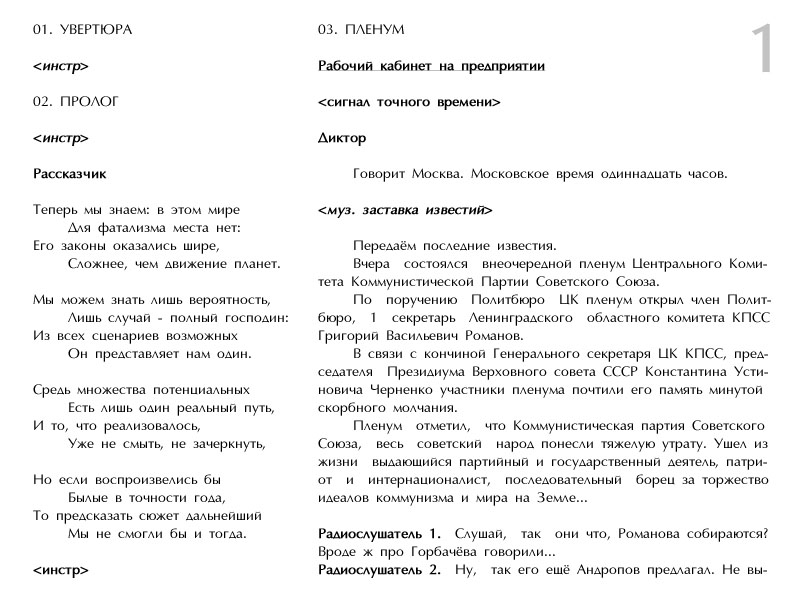 01. УВЕРТЮРА
<инстр>
02. ПРОЛОГ
<инстр>
Рассказчик
Теперь мы знаем: в этом мире
Для фатализма места нет:
Его законы оказались шире,
Сложнее, чем движение планет.
Мы можем знать лишь вероятность,
Лишь случай - полный господин:
Из всех сценариев возможных
Он представляет нам один.
Средь множества потенциальных
Есть лишь один реальный путь,
И то, что реализовалось,
Уже не смыть, не зачеркнуть,
Но если воспроизвелись бы
Былые в точности года,
То предсказать сюжет дальнейший
Мы не смогли бы и тогда.
<инстр>
03. ПЛЕНУМ
Рабочий кабинет на предприятии
<сигнал точного времени>
Диктор
Говорит Москва. Московское время одиннадцать часов.
<муз. заставка известий>
Передаём последние известия.
Вчера состоялся внеочередной пленум Центрального Коми-
тета Коммунистической Партии Советского Союза.
По поручению Политбюро ЦК пленум открыл член Полит-
бюро, 1 секретарь Ленинградского областного комитета КПСС
Григорий Васильевич Романов.
В связи с кончиной Генерального секретаря ЦК КПСС, пред-
седателя Президиума Верховного совета СССР Константина Усти-
новича Черненко участники пленума почтили его память минутой
скорбного молчания.
Пленум отметил, что Коммунистическая партия Советского
Союза, весь советский народ понесли тяжелую утрату. Ушел из
жизни выдающийся партийный и государственный деятель, патри-
от и интернационалист, последовательный борец за торжество
идеалов коммунизма и мира на Земле...
Радиослушатель 1. Слушай, так они что, Романова собираются?
Вроде ж про Горбачёва говорили...
Радиослушатель 2. Ну, так его ещё Андропов предлагал. Не вы-
1